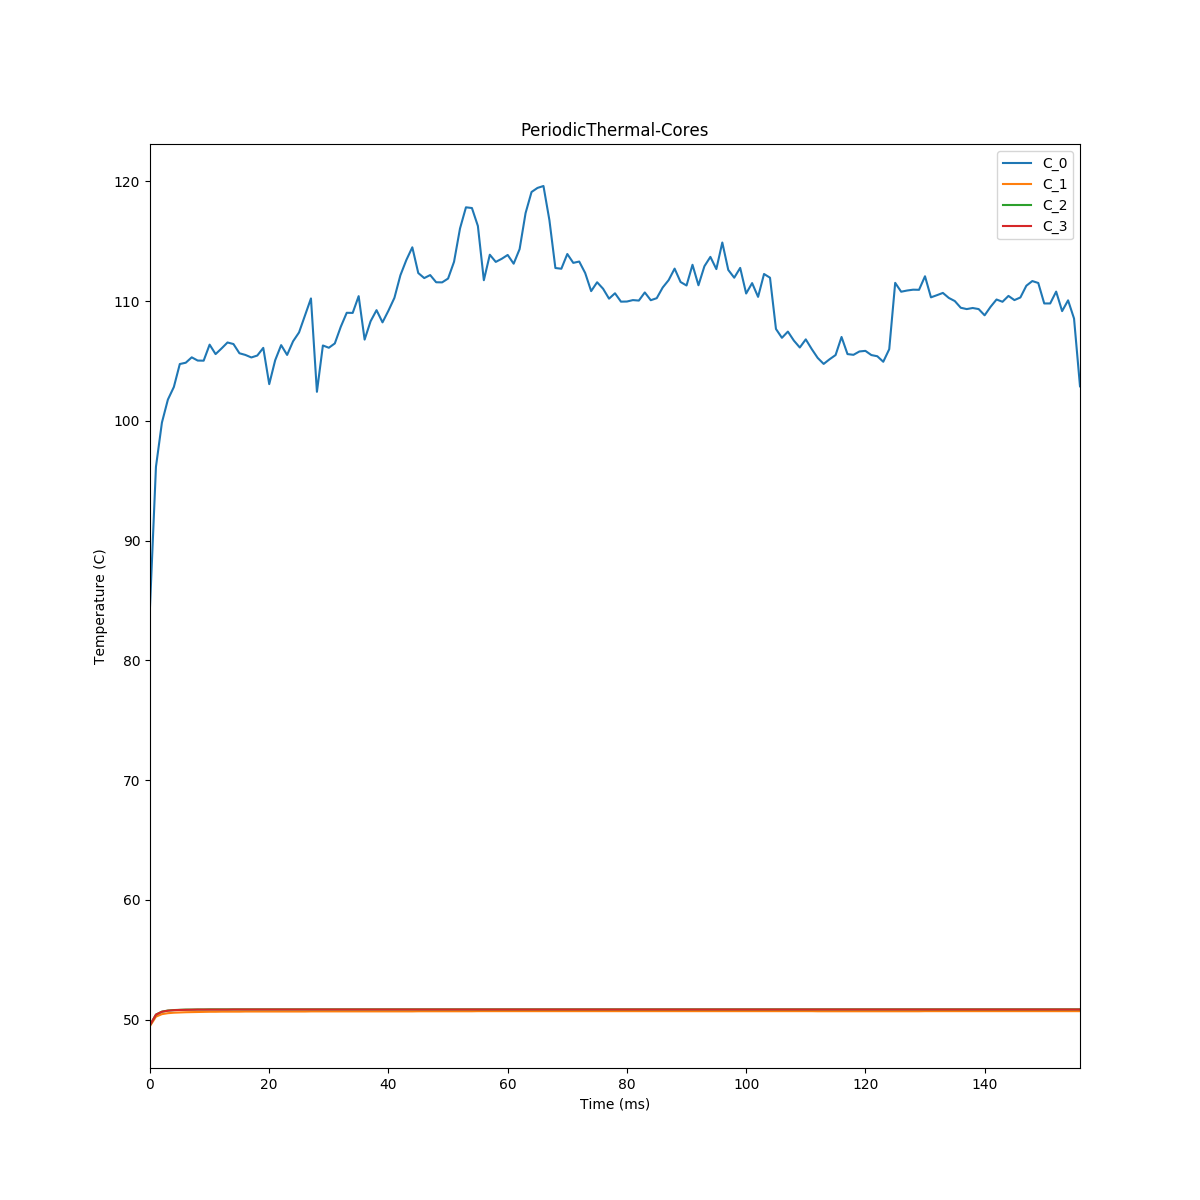 PeriodicThermal-Cores
C_0
C_1
C_2
C_3
120
110
100
90
80
70
60
50
Temperature (C)
0 20 40 60 80 100 120 140
Time (ms)